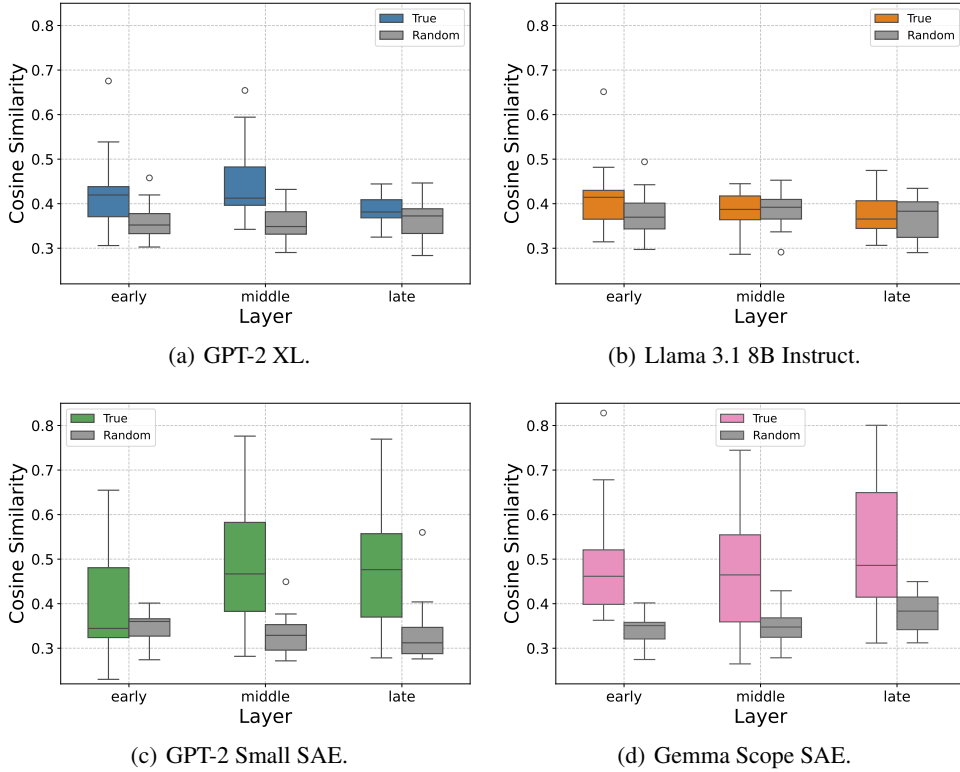 0.8
0.7
0.6
0.5
0.4
0.3
Cosine Similarity
True
Random
early
middle
late
Layer
(a) GPT-2 XL.
0.8
0.7
0.6
0.5
0.4
0.3
Cosine Similarity
True
Random
early
middle
late
Layer
(b) Llama 3.1 8B Instruct.
0.8
0.7
0.6
0.5
0.4
0.3
Cosine Similarity
True
Random
early
middle
late
Layer
(c) GPT-2 Small SAE.
0.8
0.7
0.6
0.5
0.4
0.3
Cosine Similarity
True
Random
early
middle
late
Layer
(d) Gemma Scope SAE.